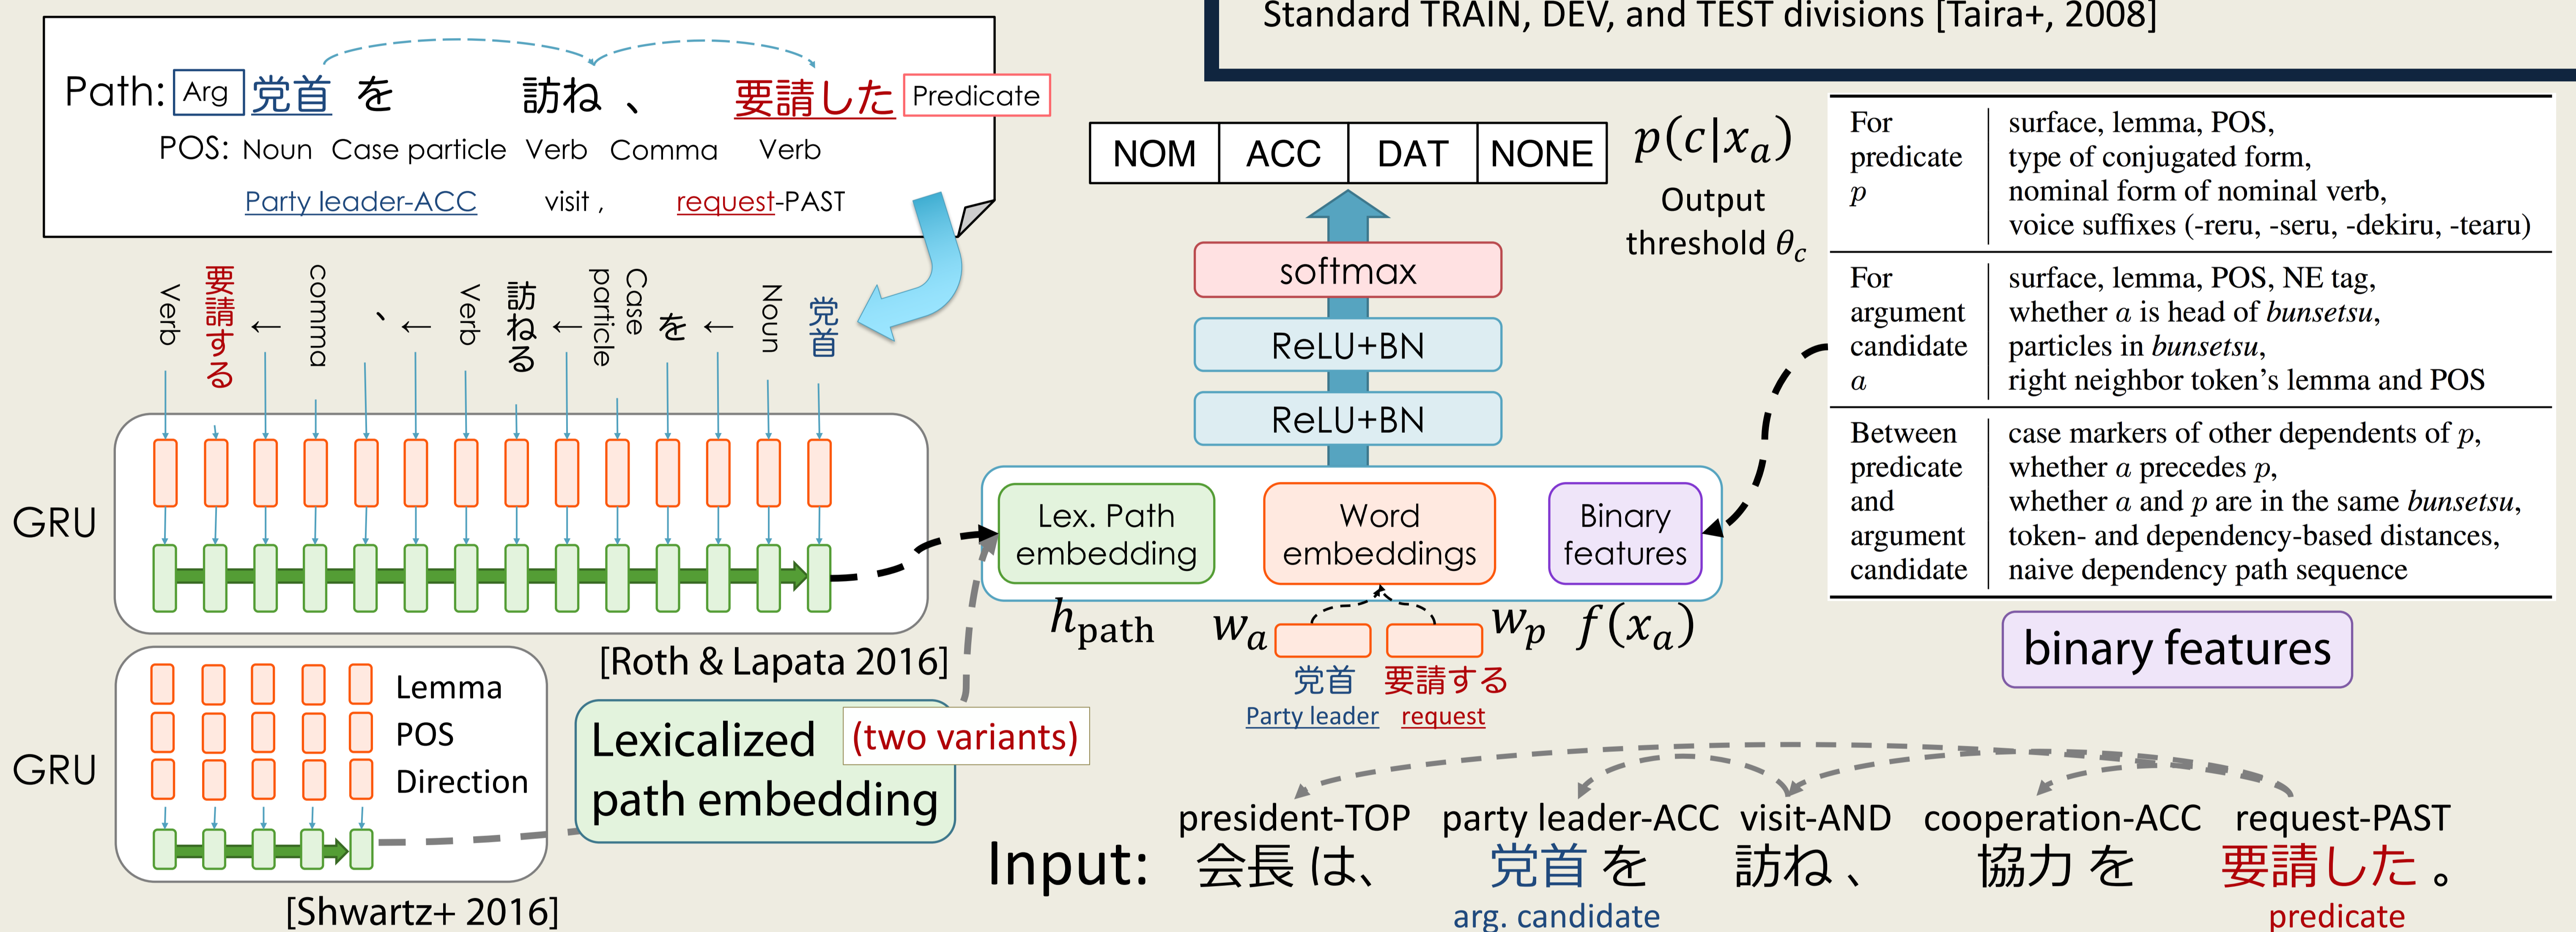 Standard TRAIN, DEV, and TEST divisions [Taira+, 2008]
Path: Arg 党首 を 訪ね 、 要請した Predicate
POS: Noun Case particle Verb Comma Verb
Party leader-ACC visit , request-PAST
Verb
要請する
←
comma
、
←
Verb
訪ねる
←
Case particle
を
←
Noun
党首
GRU
[Roth & Lapata 2016]
Lemma
POS
Direction
GRU
[Shwartz+ 2016]
Lexicalized (two variants)
path embedding
NOM ACC DAT NONE
p(c|x_a)
Output
threshold θ_c
softmax
ReLU+BN
ReLU+BN
Lex. Path
embedding
Word
embeddings
Binary
features
h_path
w_a
w_p
f(x_a)
党首 要請する
Party leader request
For
predicate
p
surface, lemma, POS,
type of conjugated form,
nominal form of nominal verb,
voice suffixes (-reru, -seru, -dekiru, -tearu)
For
argument
candidate
a
surface, lemma, POS, NE tag,
whether a is head of bunsetsu,
particles in bunsetsu,
right neighbor token's lemma and POS
Between
predicate
and
argument
candidate
case markers of other dependents of p,
whether a precedes p,
whether a and p are in the same bunsetsu,
token- and dependency-based distances,
naive dependency path sequence
binary features
president-TOP party leader-ACC visit-AND cooperation-ACC request-PAST
Input: 会長 は、 党首 を 訪ね 、 協力 を 要請した 。
arg. candidate predicate